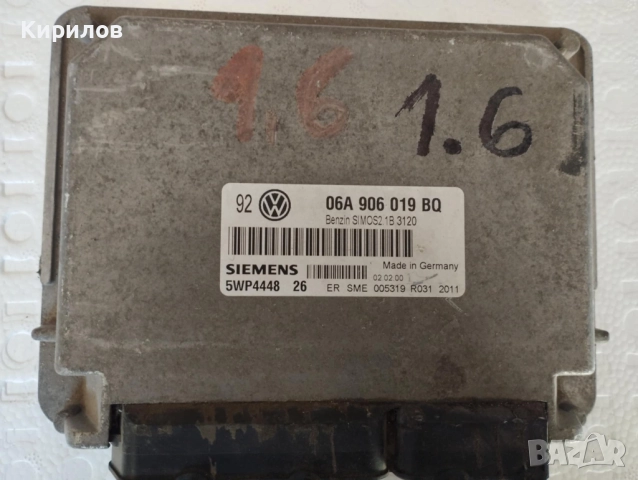 Кирилов
1,6
1.6
92 06A 906 019 BQ
Benzin SIMOS2.1B 3120
SIEMENS
Made in Germany
02.02.00
5WP4448 26 ER SME 005319 R031 2011
BAZAR